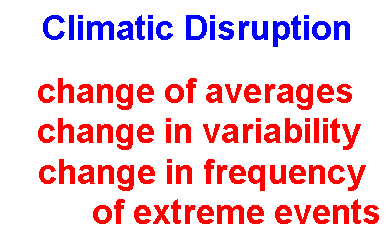 Climatic Disruption
change of averages
change in variability
change in frequency
of extreme events